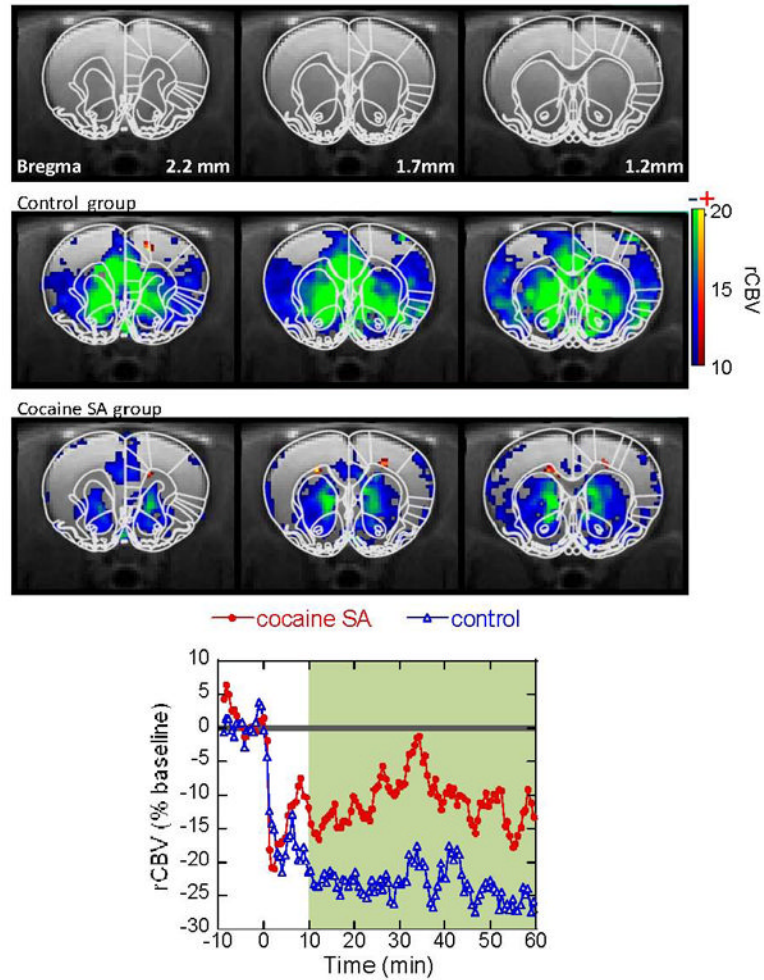 Bregma 2.2 mm 1.7mm 1.2mm
Control group
-+
20
rCBV
10
Cocaine SA group
cocaine SA control
10
5
0
-5
-10
-15
-20
-25
-30
rCBV (% baseline)
-10 0 10 20 30 40 50 60
Time (min)